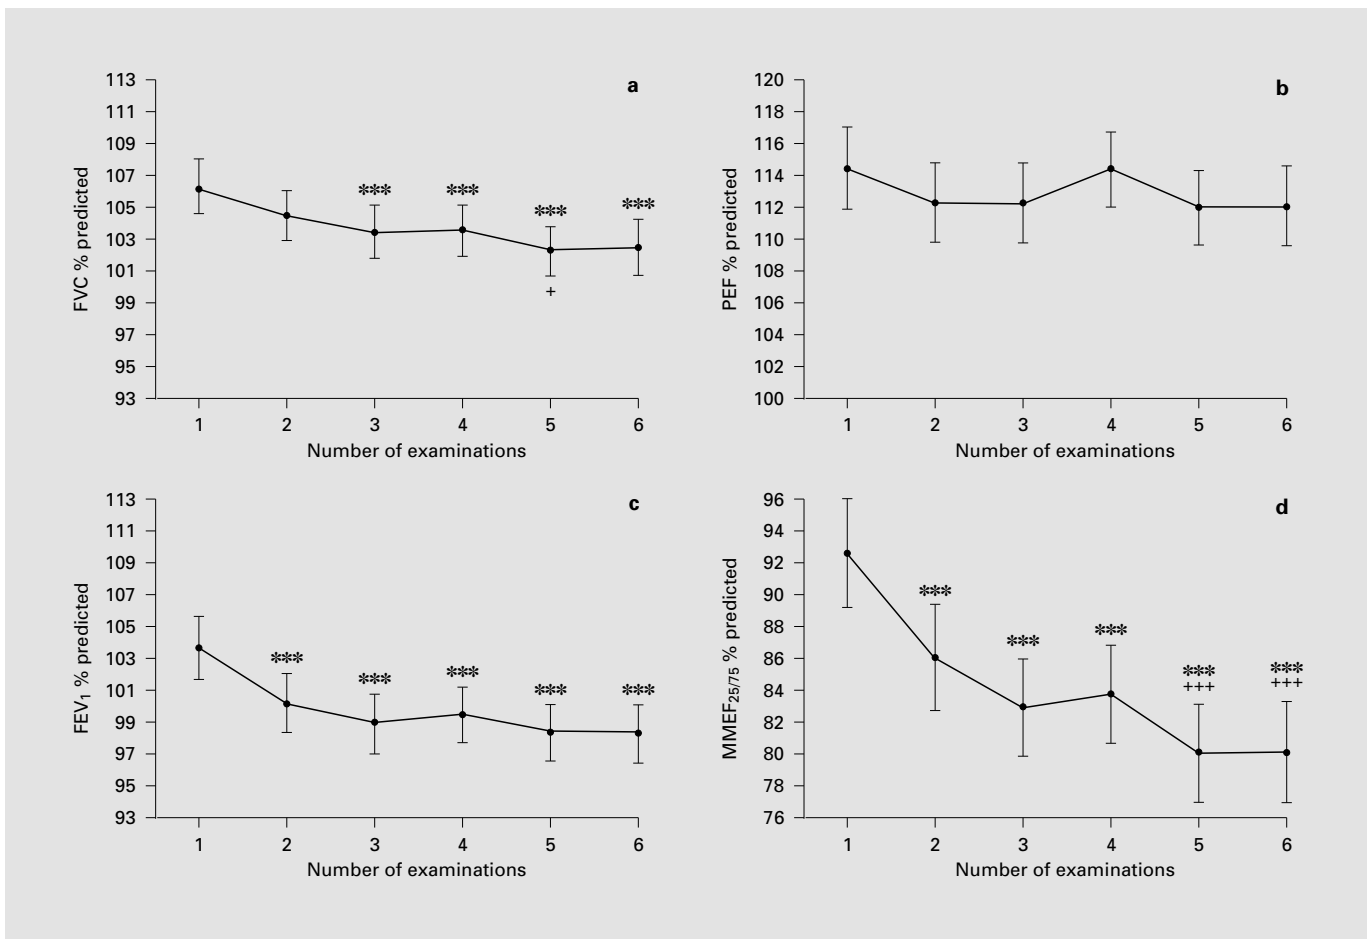 a
113
111
109
107
105
103
101
99
97
95
93
FVC % predicted
*** *** *** ***
+
1 2 3 4 5 6
Number of examinations
b
120
118
116
114
112
110
108
106
104
102
100
PEF % predicted
1 2 3 4 5 6
Number of examinations
c
113
111
109
107
105
103
101
99
97
95
93
FEV1 % predicted
*** *** *** *** ***
1 2 3 4 5 6
Number of examinations
d
96
94
92
90
88
86
84
82
80
78
76
MMEF25/75 % predicted
*** *** *** *** ***
+++ +++
1 2 3 4 5 6
Number of examinations